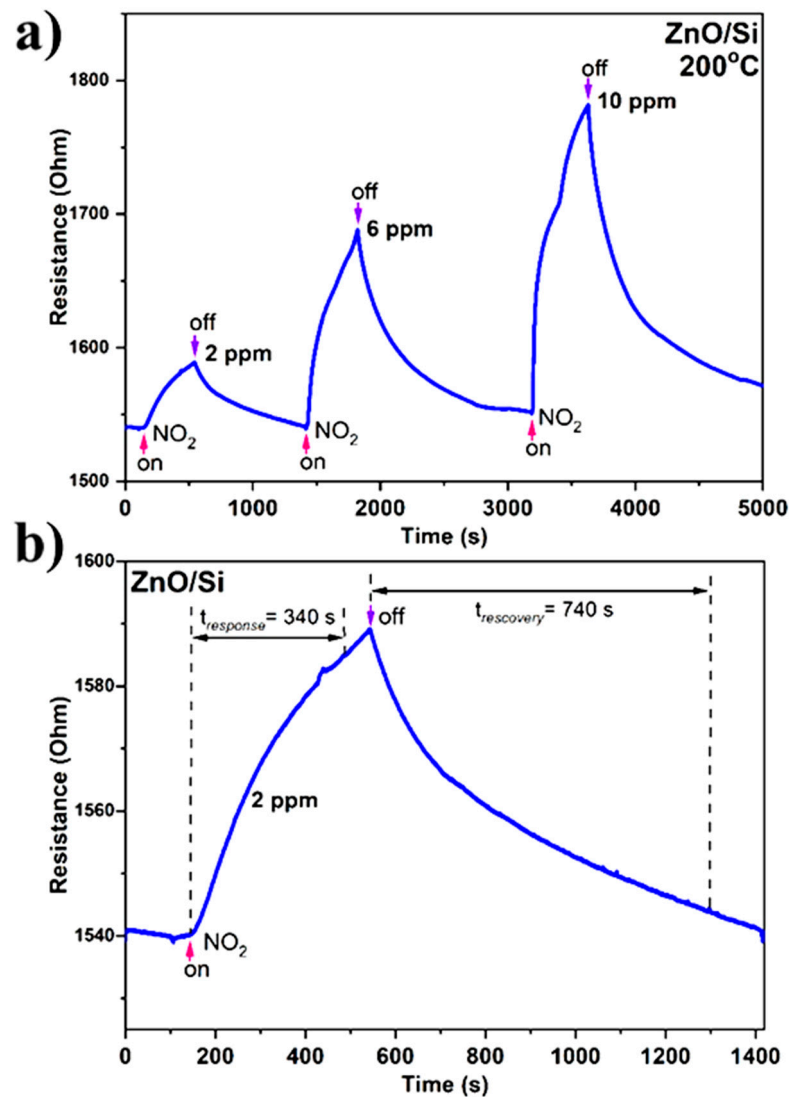 a)
ZnO/Si
200°C
1800
1700
1600
1500
Resistance (Ohm)
off
2 ppm
NO₂
on
off
6 ppm
NO₂
on
off
10 ppm
NO₂
on
0 1000 2000 3000 4000 5000
Time (s)
b)
ZnO/Si
1600
1580
1560
1540
Resistance (Ohm)
tresponse= 340 s
off
trescovery= 740 s
2 ppm
NO₂
on
0 200 400 600 800 1000 1200 1400
Time (s)